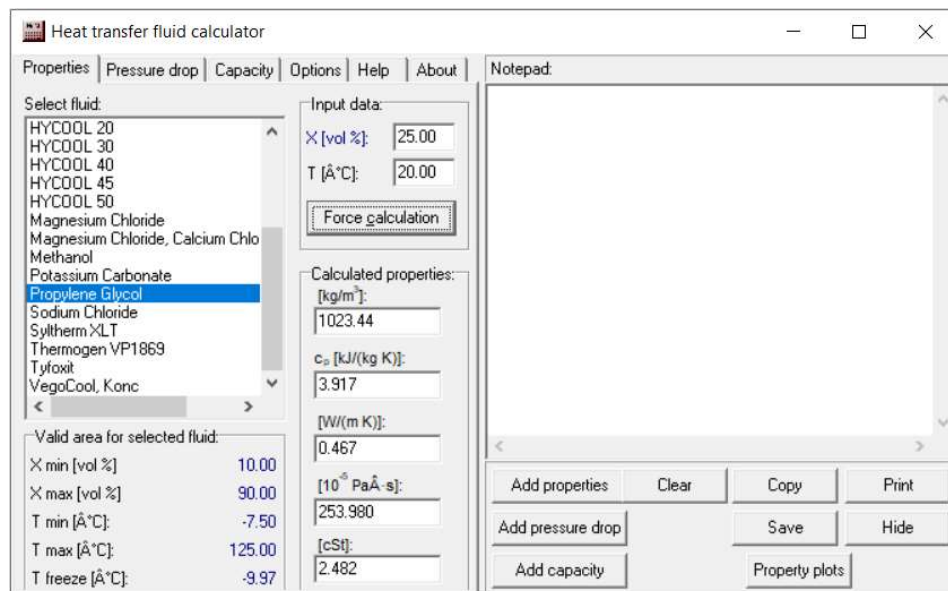 Heat transfer fluid calculator
Properties Pressure drop Capacity Options Help About
Select fluid:
HYCOOL 20
HYCOOL 30
HYCOOL 40
HYCOOL 45
HYCOOL 50
Magnesium Chloride
Magnesium Chloride, Calcium Chlo
Methanol
Potassium Carbonate
Propylene Glycol
Sodium Chloride
Syltherm XLT
Thermogen VP1869
Tyfoxit
VegoCool, Konc
Valid area for selected fluid:
X min [vol %] 10.00
X max [vol %] 90.00
T min [Â°C]: -7.50
T max [Â°C]: 125.00
T freeze [Â°C]: -9.97
Input data:
X [vol %]: 25.00
T [Â°C]: 20.00
Force calculation
Calculated properties:
[kg/m³]:
1023.44
cₚ [kJ/(kg K)]:
3.917
[W/(m K)]:
0.467
[10⁻⁵ PaÂ·s]:
253.980
[cSt]:
2.482
Notepad:
Add properties Clear Copy Print
Add pressure drop Save Hide
Add capacity Property plots